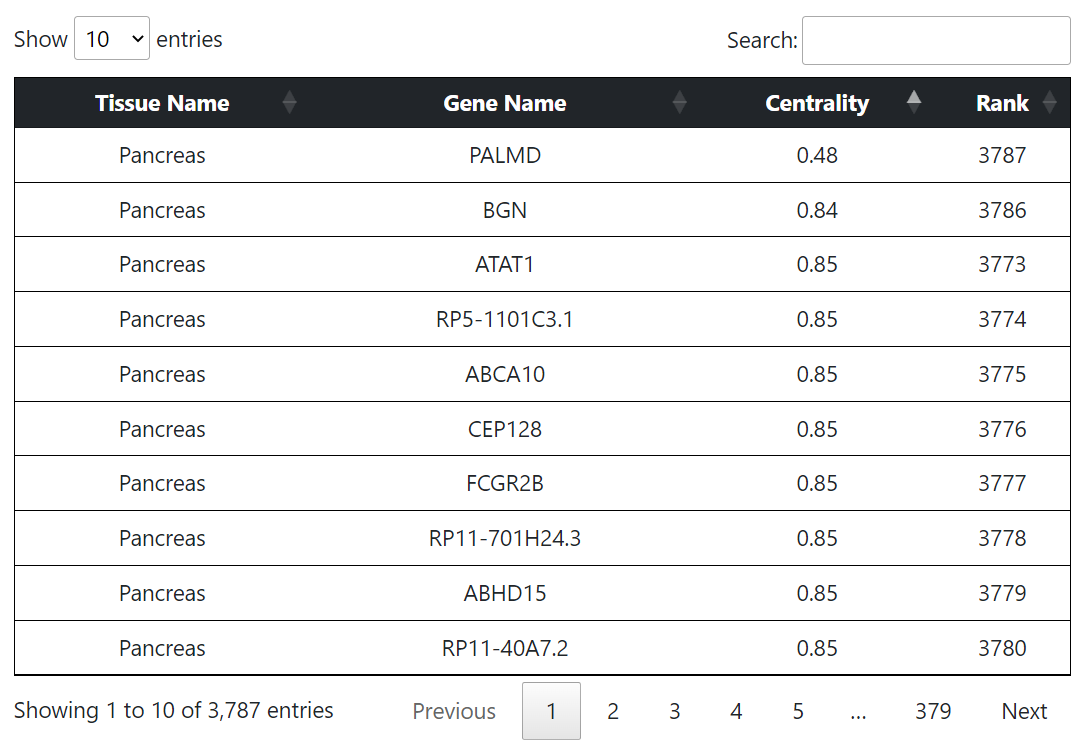 Show 10 entries Search:
Tissue Name Gene Name Centrality Rank
Pancreas PALMD 0.48 3787
Pancreas BGN 0.84 3786
Pancreas ATAT1 0.85 3773
Pancreas RP5-1101C3.1 0.85 3774
Pancreas ABCA10 0.85 3775
Pancreas CEP128 0.85 3776
Pancreas FCGR2B 0.85 3777
Pancreas RP11-701H24.3 0.85 3778
Pancreas ABHD15 0.85 3779
Pancreas RP11-40A7.2 0.85 3780
Showing 1 to 10 of 3,787 entries Previous 1 2 3 4 5 ... 379 Next